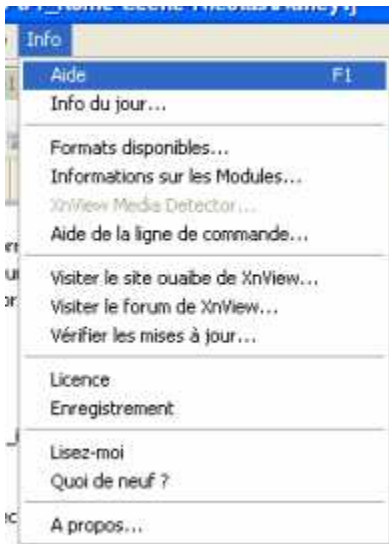 Info
Aide F1
Info du jour...
Formats disponibles...
Informations sur les Modules...
XnView Media Detector...
Aide de la ligne de commande...
Visiter le site ouaibe de XnView...
Visiter le forum de XnView...
Vérifier les mises à jour...
Licence
Enregistrement
Lisez-moi
Quoi de neuf ?
A propos...